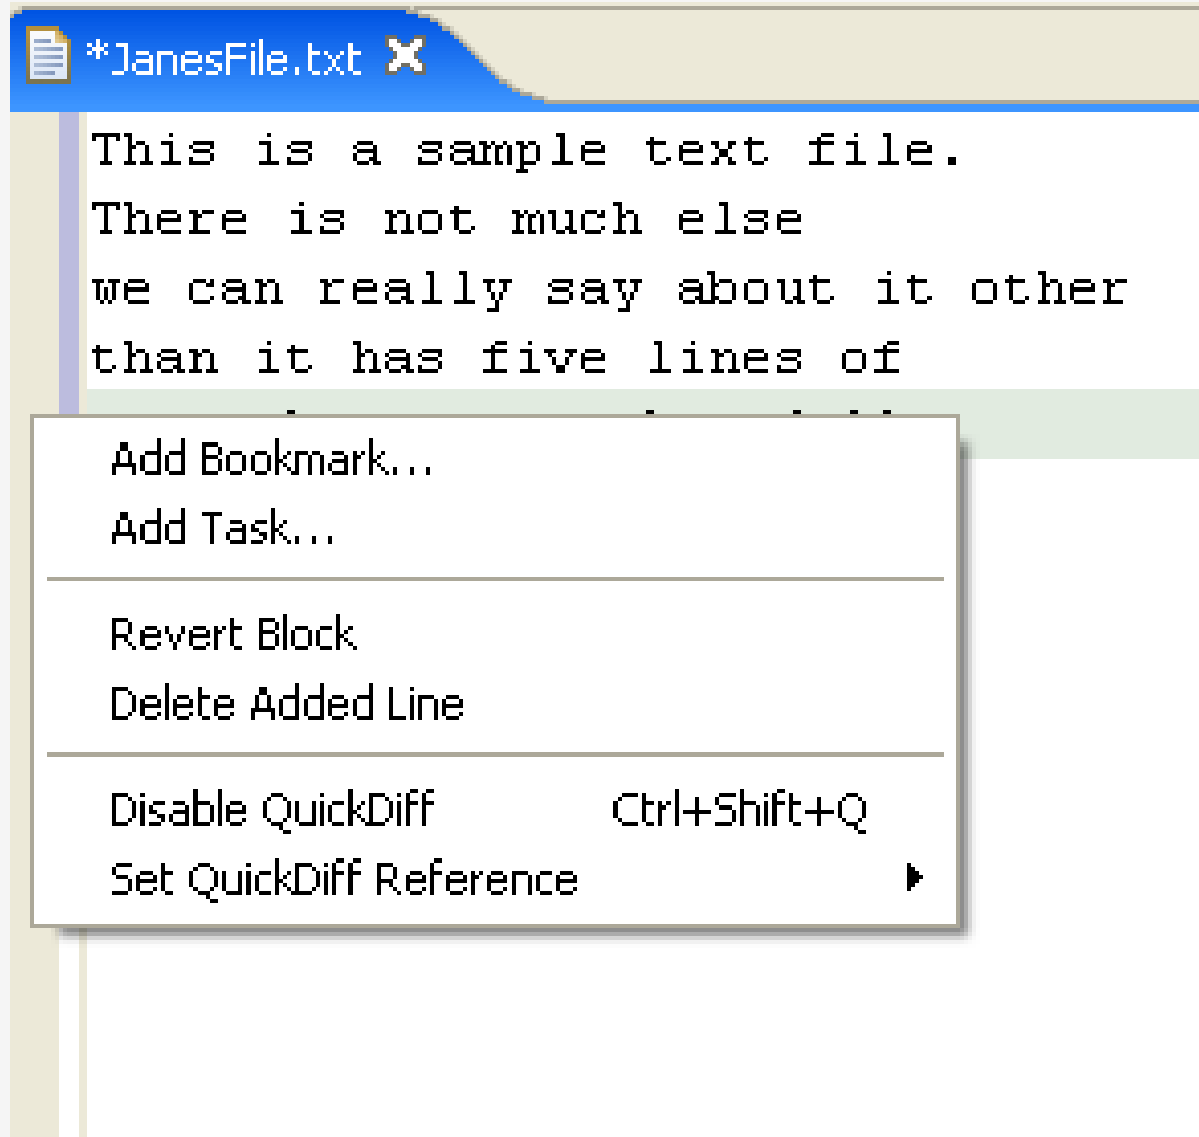 *JanesFile.txt
This is a sample text file.
There is not much else
we can really say about it other
than it has five lines of
Add Bookmark...
Add Task...
Revert Block
Delete Added Line
Disable QuickDiff Ctrl+Shift+Q
Set QuickDiff Reference